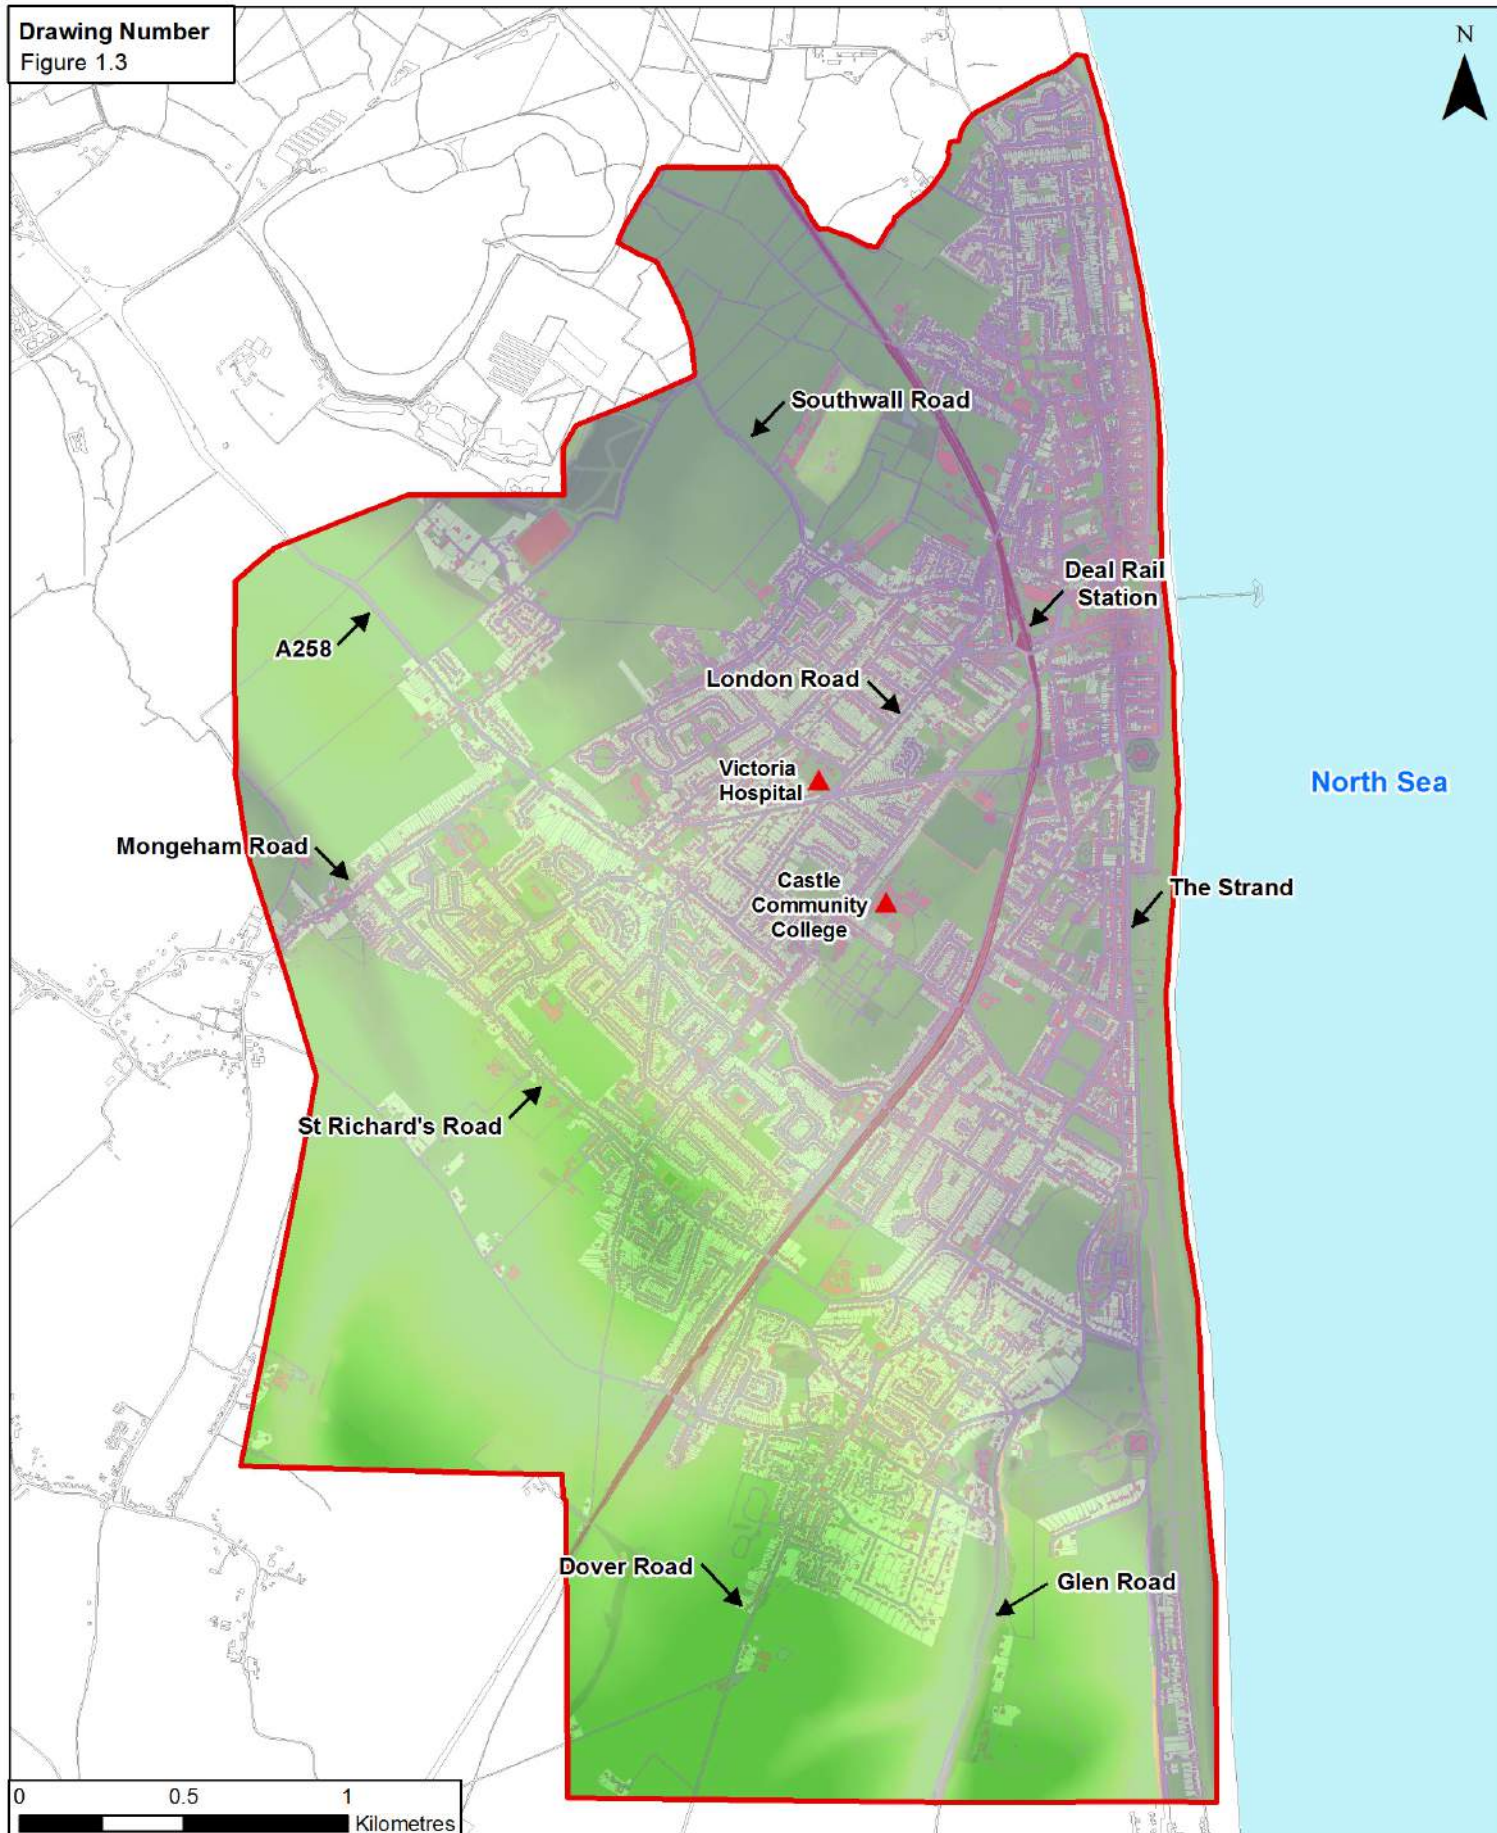 Drawing Number
Figure 1.3
N
Southwall Road
Deal Rail
Station
A258
London Road
Victoria
Hospital
North Sea
Mongeham Road
Castle
Community
College
The Strand
St Richard's Road
Dover Road
Glen Road
0 0.5 1
Kilometres